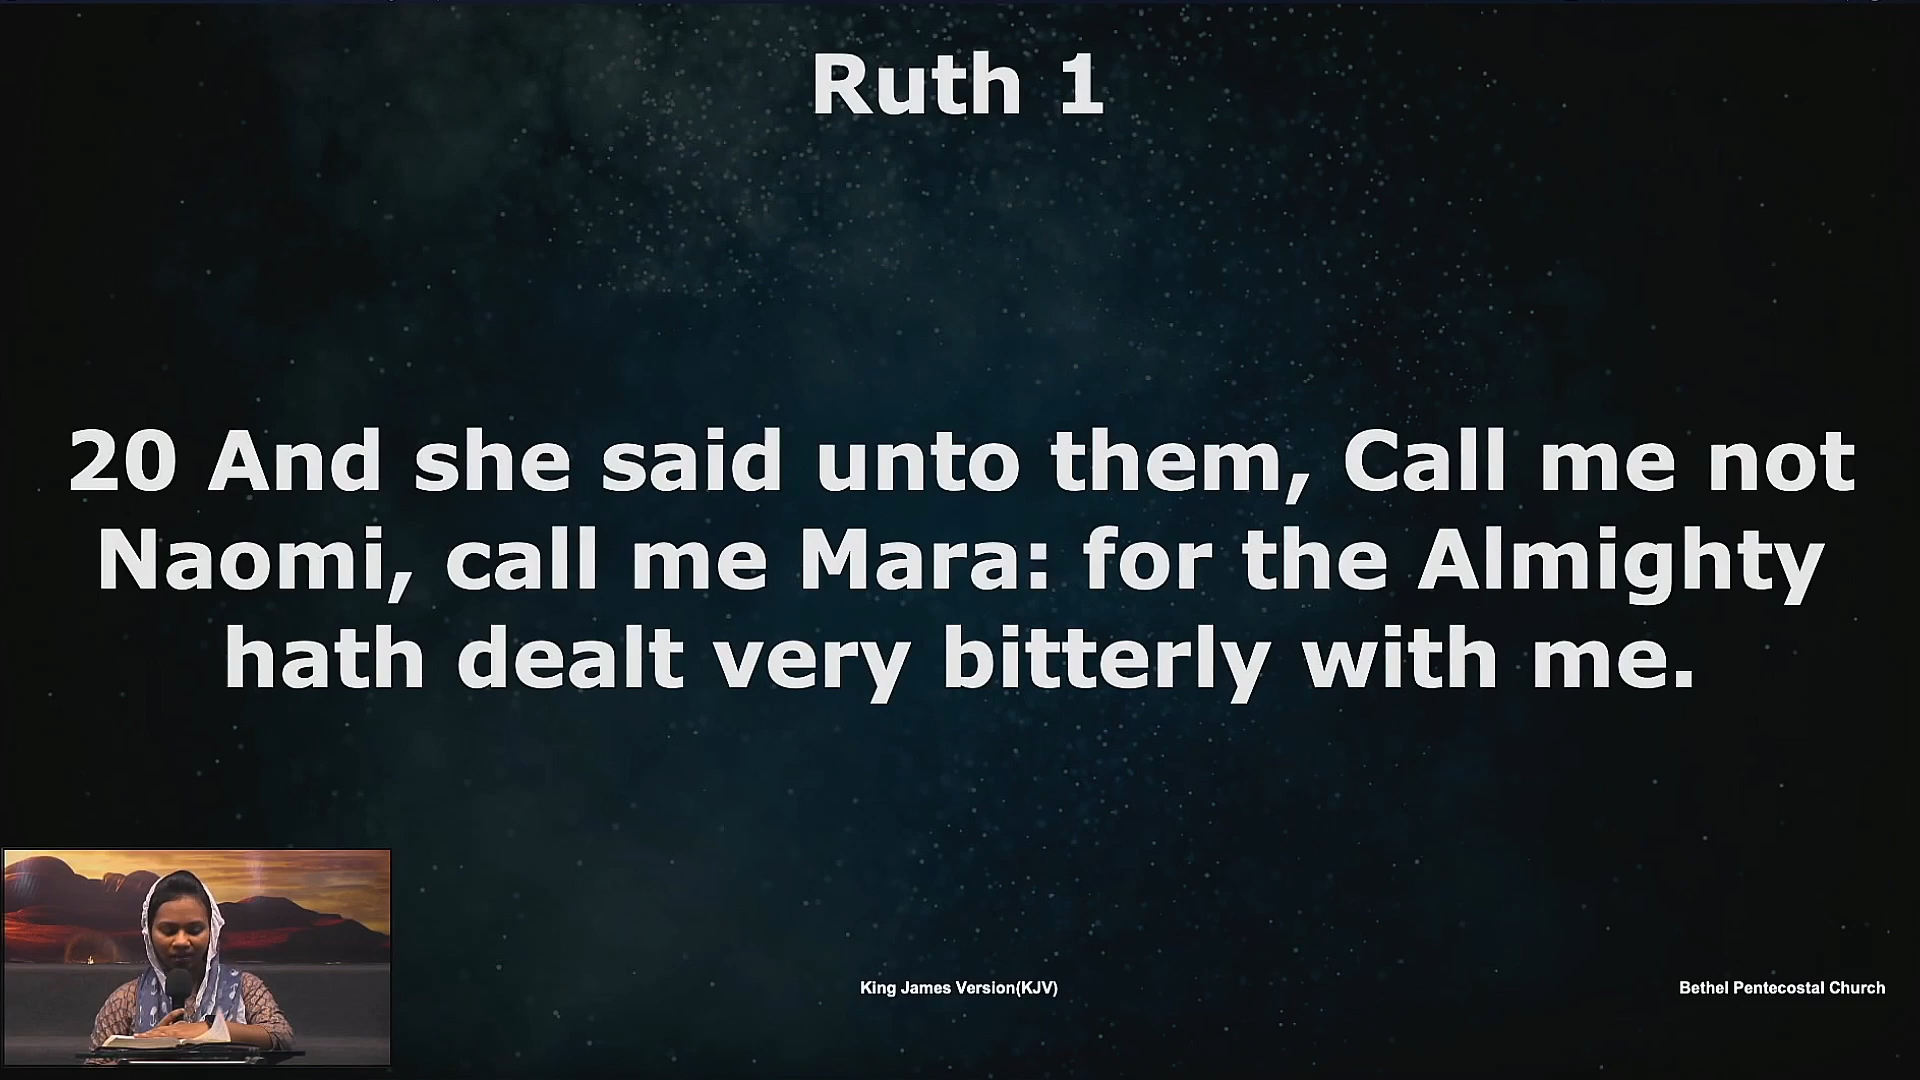 Ruth 1
20 And she said unto them, Call me not
Naomi, call me Mara: for the Almighty
hath dealt very bitterly with me.
King James Version(KJV)
Bethel Pentecostal Church